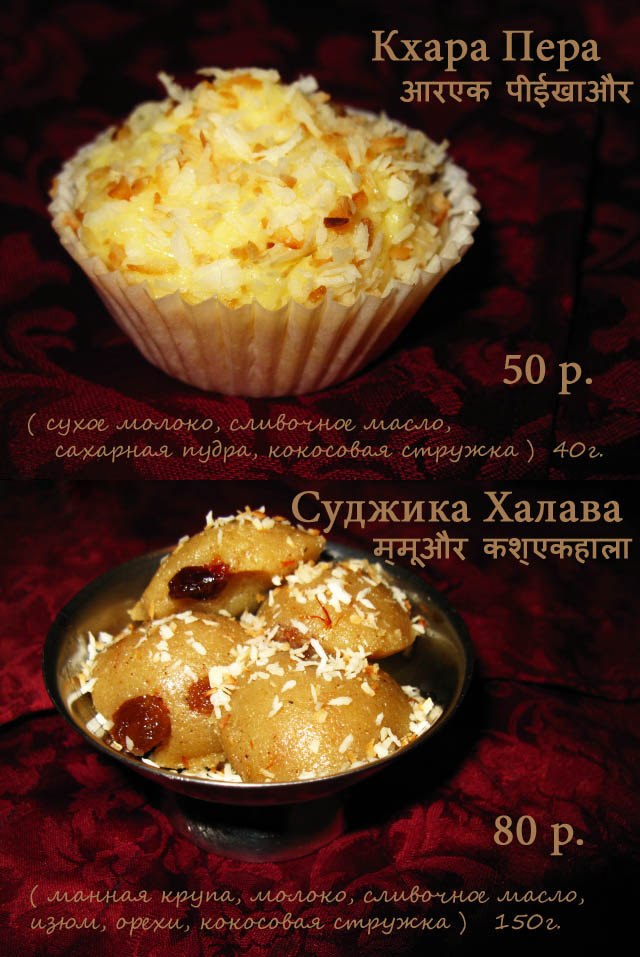 Кхара Пера
आरएक पीईखाऔर
50 р.
( сухое молоко, сливочное масло,
сахарная пудра, кокосовая стружка ) 40г.
Суджика Халава
ममूऔर कश्एकहाला
80 р.
( манная крупа, молоко, сливочное масло,
изюм, орехи, кокосовая стружка ) 150г.